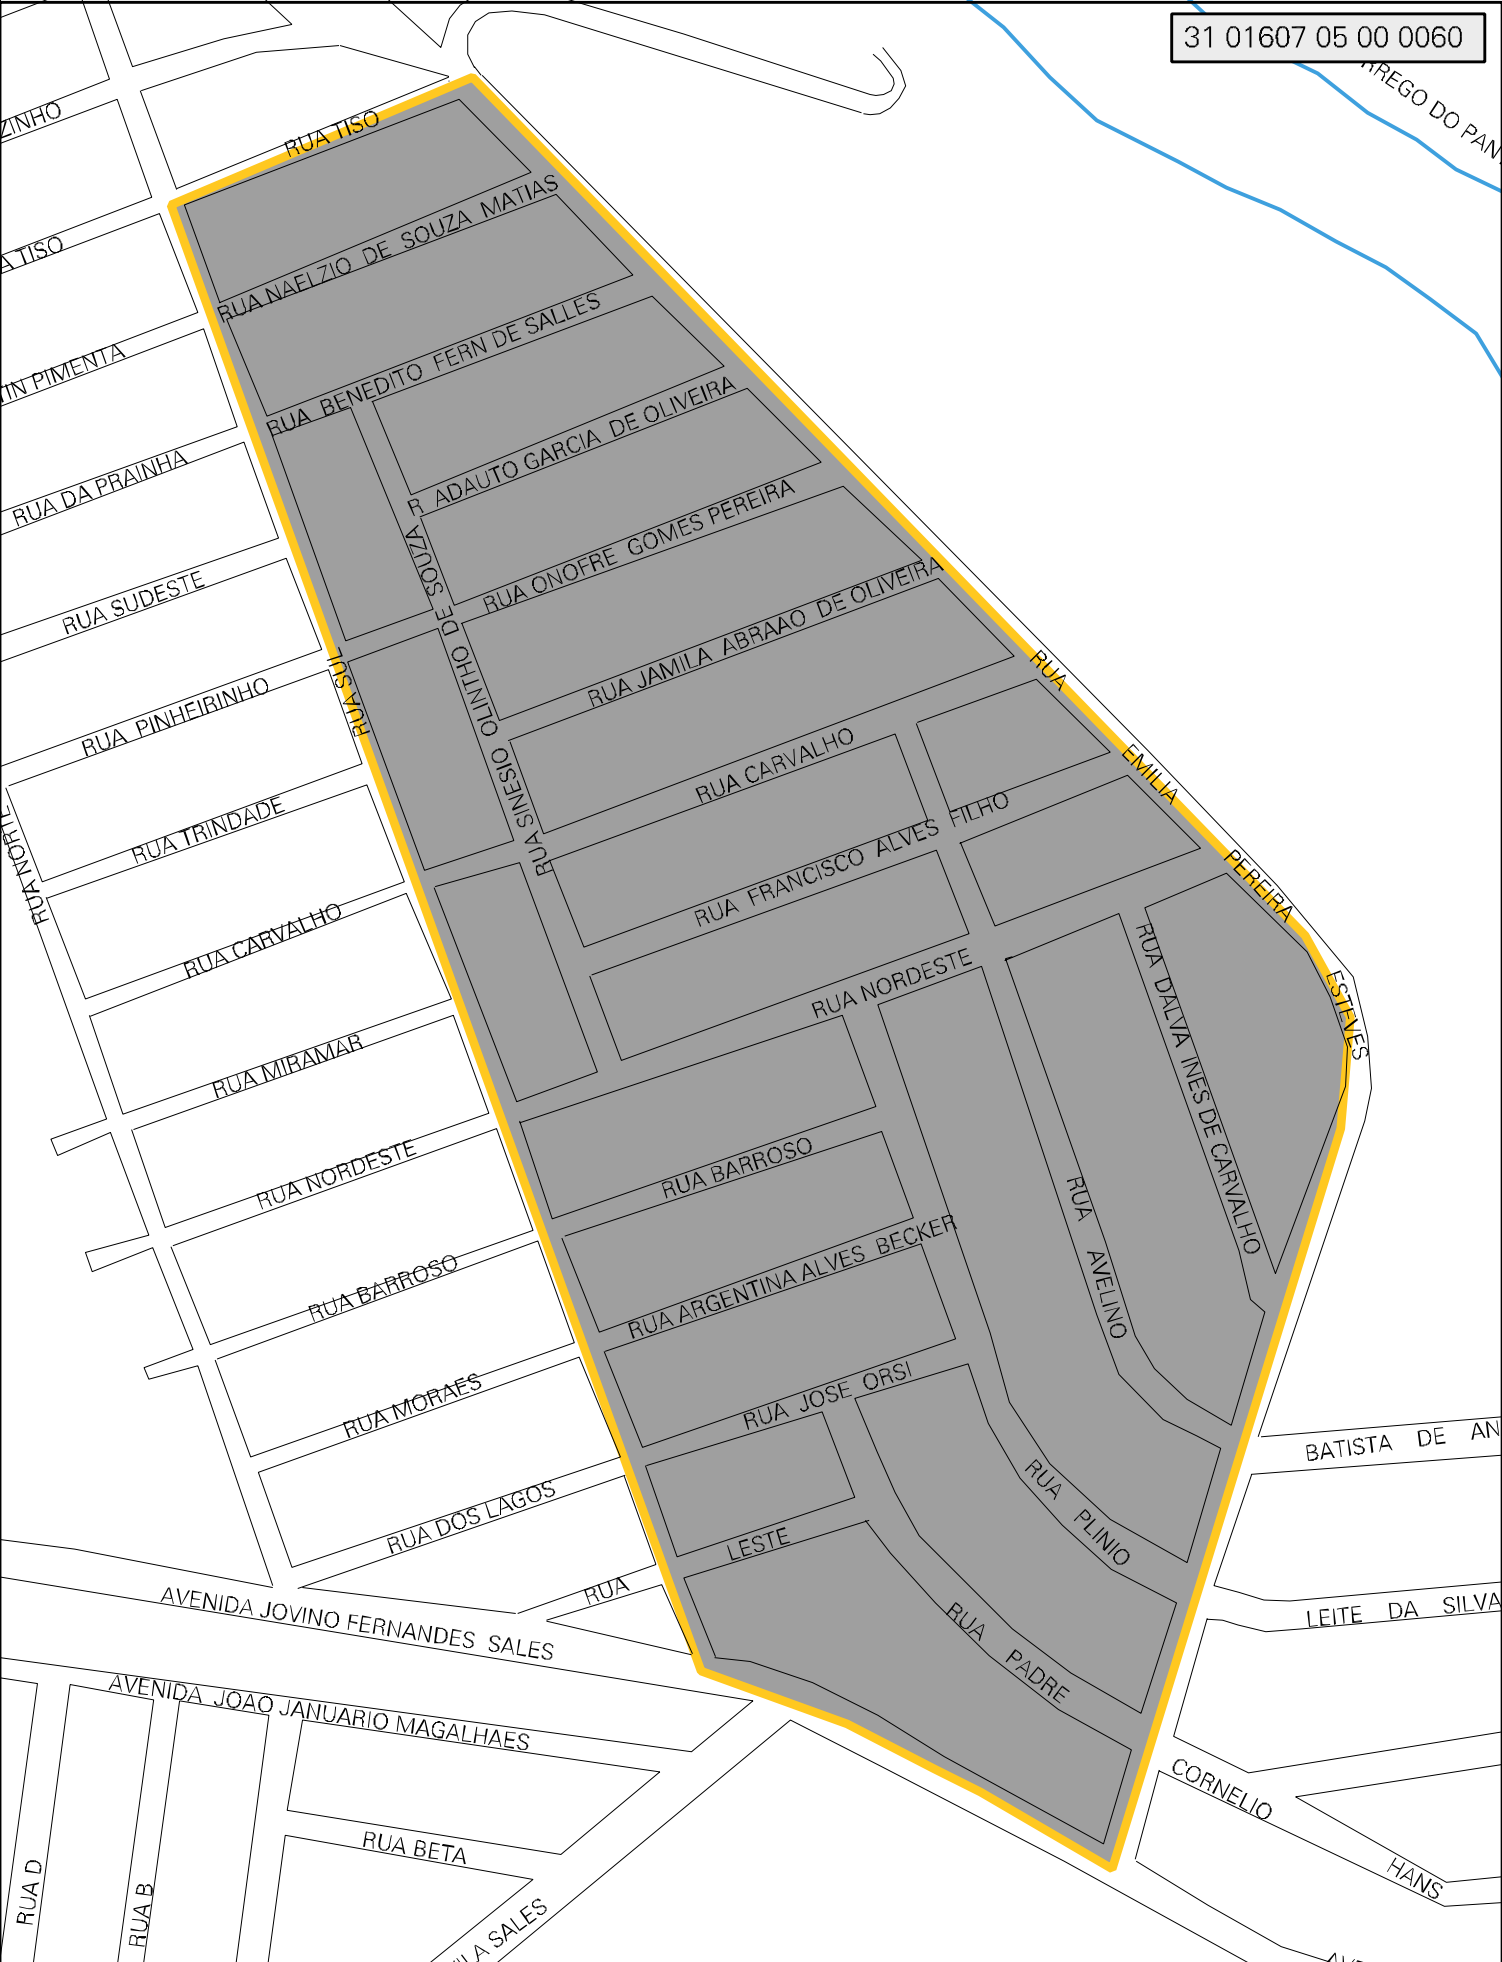 31 01607 05 00 0060
RUA TISO
TISO
RUA NAELZIO DE SOUZA MATIAS
RUA BENEDITO FERN DE SALLES
PIMENTA
R ADAUTO GARCIA DE OLIVEIRA
RUA DA PRAINHA
RUA ONOFRE GOMES PEREIRA
RUA SUDESTE
RUA JAMILA ABRAAO DE OLIVEIRA
RUA SINESIO OLINTHO DE SOUZA
RUA SUL
RUA EMILIA PEREIRA ESTEVES
RUA PINHEIRINHO
RUA CARVALHO
RUA NORTE
RUA TRINDADE
RUA FRANCISCO ALVES FILHO
RUA CARVALHO
RUA NORDESTE
RUA DALVA INES DE CARVALHO
RUA MIRAMAR
RUA BARROSO
RUA NORDESTE
RUA AVELINO
RUA ARGENTINA ALVES BECKER
RUA BARROSO
RUA JOSE ORSI
RUA MORAES
BATISTA DE AN
RUA PLINIO
RUA DOS LAGOS
RUA LESTE
AVENIDA JOVINO FERNANDES SALES
LEITE DA SILVA
RUA PADRE
AVENIDA JOAO JANUARIO MAGALHAES
CORNELIO
HANS
RUA BETA
RUA D
RUA B
SALES